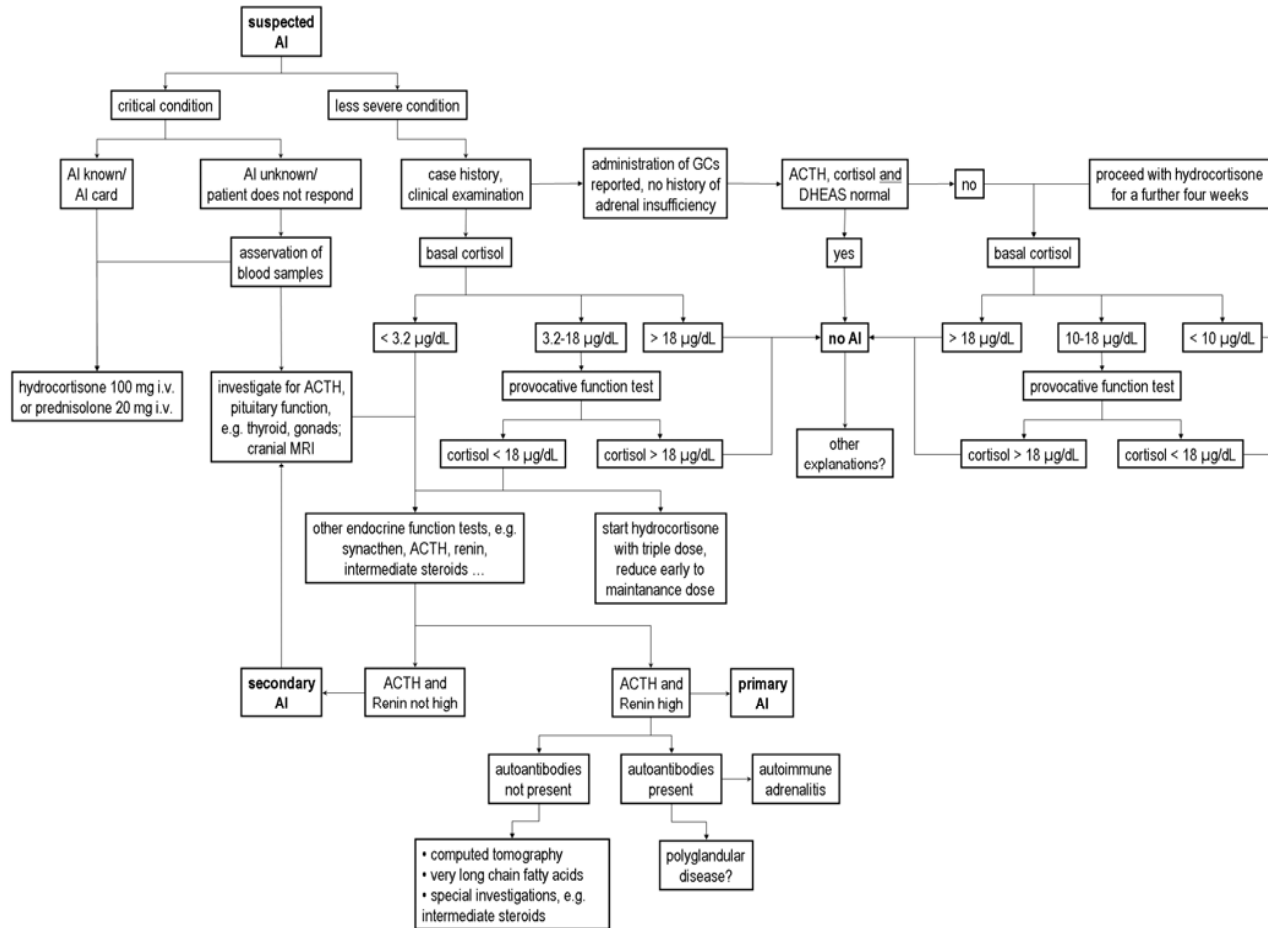 suspected
AI
critical condition
less severe condition
AI known/
AI card
AI unknown/
patient does not respond
case history,
clinical examination
administration of GCs
reported, no history of
adrenal insufficiency
ACTH, cortisol and
DHEAS normal
no
proceed with hydrocortisone
for a further four weeks
asservation of
blood samples
basal cortisol
yes
basal cortisol
< 3.2 µg/dL
3.2-18 µg/dL
> 18 µg/dL
no AI
> 18 µg/dL
10-18 µg/dL
< 10 µg/dL
hydrocortisone 100 mg i.v.
or prednisolone 20 mg i.v.
investigate for ACTH,
pituitary function,
e.g. thyroid, gonads;
cranial MRI
provocative function test
provocative function test
cortisol < 18 µg/dL
cortisol > 18 µg/dL
other
explanations?
cortisol > 18 µg/dL
cortisol < 18 µg/dL
other endocrine function tests, e.g.
synacthen, ACTH, renin,
intermediate steroids ...
start hydrocortisone
with triple dose,
reduce early to
maintanance dose
secondary
AI
ACTH and
Renin not high
ACTH and
Renin high
primary
AI
autoantibodies
not present
autoantibodies
present
autoimmune
adrenalitis
• computed tomography
• very long chain fatty acids
• special investigations, e.g.
intermediate steroids
polyglandular
disease?